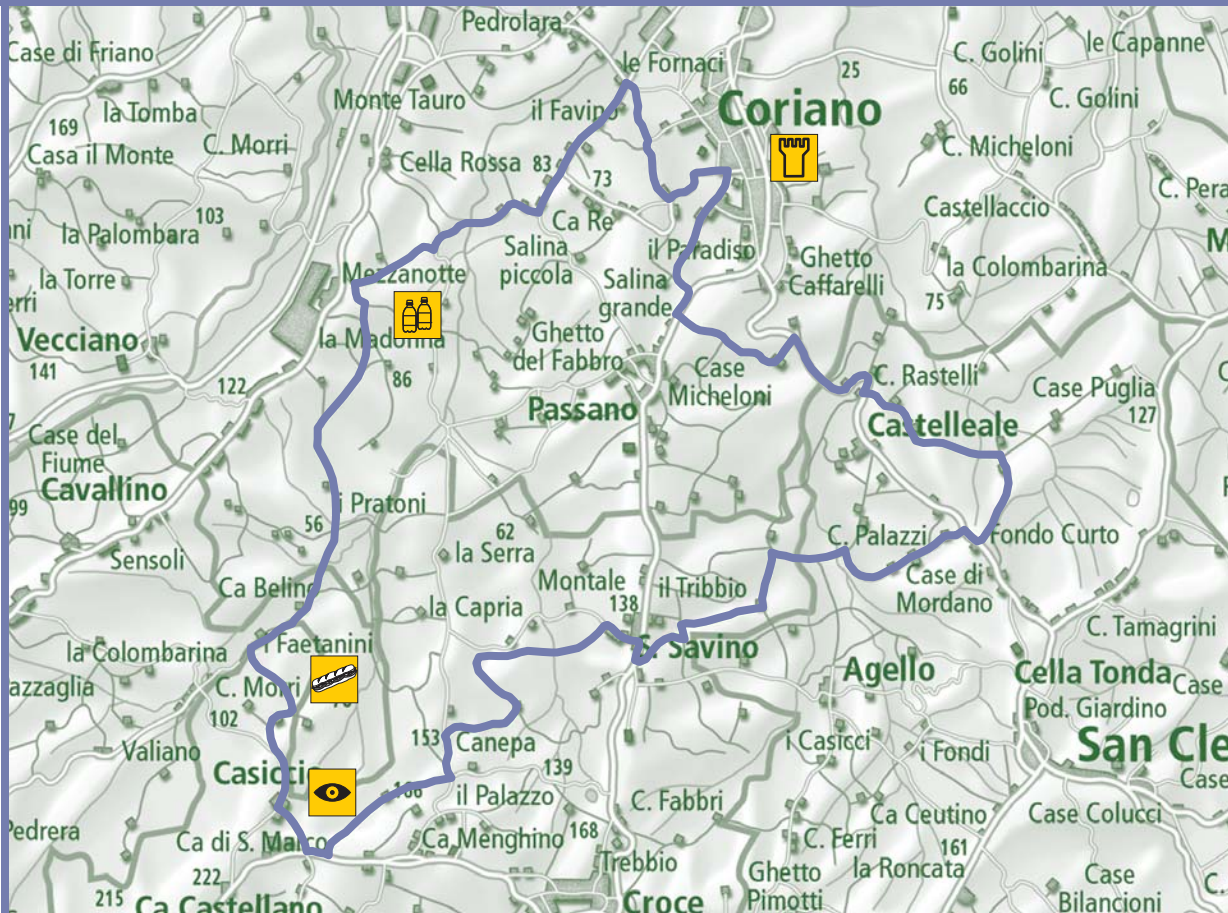 Pedrolara
Case di Friano
le Fornaci
C. Golini
le Capanne
25
66
la Tomba
Monte Tauro
il Favino
Coriano
C. Golini
169
C. Morri
Casa il Monte
Cella Rossa
83
73
C. Micheloni
C. Pera
103
Castellaccio
ni
la Palombara
Ca Re
Salina
piccola
il Paradiso
M
la Torre
Mezzanotte
Salina
grande
Ghetto
Caffarelli
la Colombarina
erri
75
Vecciano
la Madonna
Ghetto
del Fabbro
141
122
86
Case
Micheloni
C. Rastelli
Case Puglia
127
Passano
Castelleale
7
Case del
Fiume
99
Cavallino
i Pratoni
56
62
Sensoli
la Serra
C. Palazzi
Fondo Curto
Ca Belino
Montale
il Tribbio
Case di
Mordano
138
la Capria
C. Tamagrini
i Faetanini
la Colombarina
S. Savino
Agello
Cella Tonda
Case
azzaglia
C. Morri
102
Pod. Giardino
Valiano
153
Canepa
i Casicci
i Fondi
San Cle
Casiccio
139
Case
166
il Palazzo
C. Fabbri
Ca Ceutino
Case Colucci
Pedrera
Ca di S. Marco
Ca Menghino
168
C. Ferri
161
Trebbio
la Roncata
222
Ghetto
Pimotti
Case
Bilancioni
215
Ca Castellano
Croce
C.